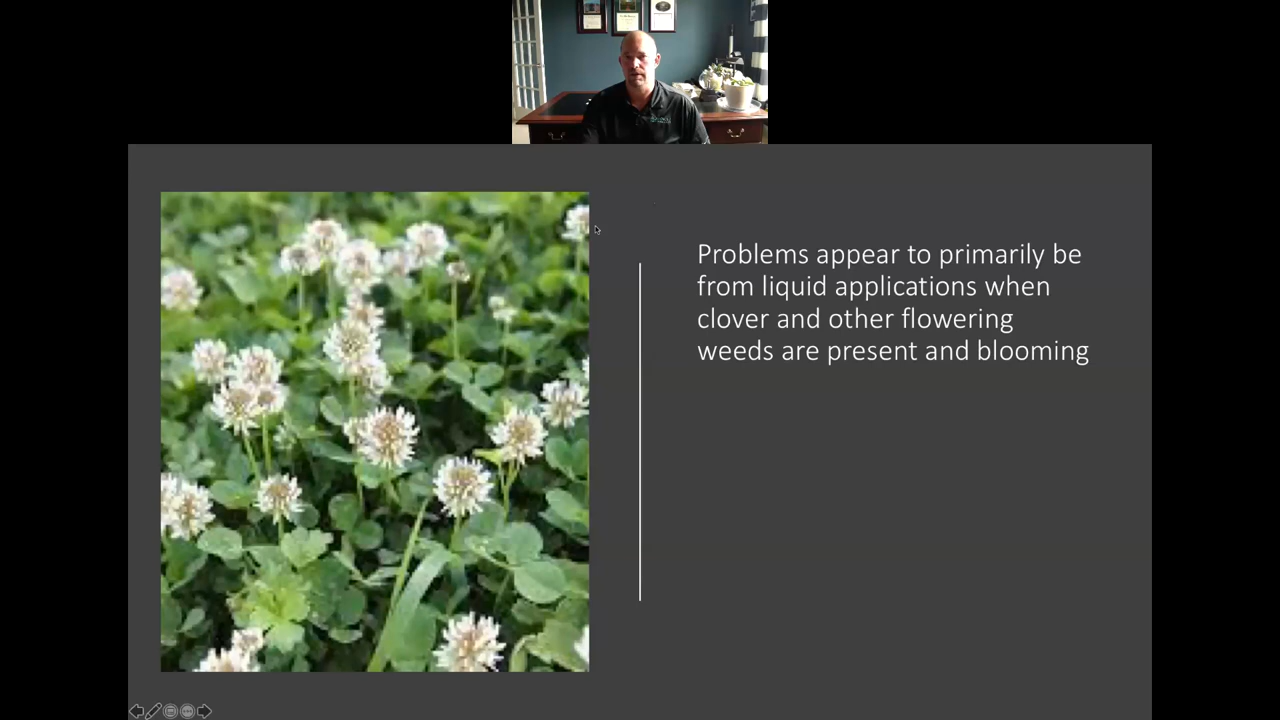 Problems appear to primarily be
from liquid applications when
clover and other flowering
weeds are present and blooming